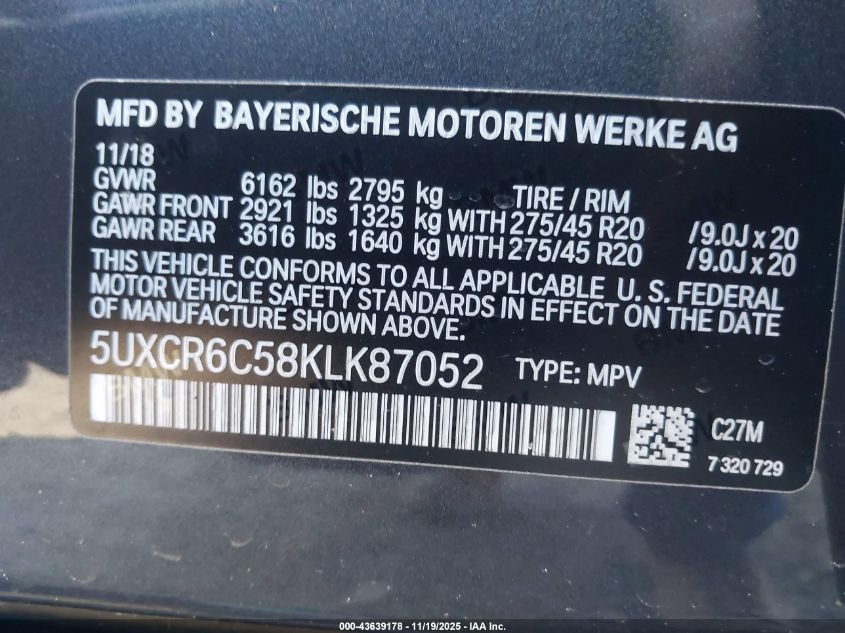 MFD BY BAYERISCHE MOTOREN WERKE AG
11/18
GVWR 6162 lbs 2795 kg TIRE / RIM
GAWR FRONT 2921 lbs 1325 kg WITH 275/45 R20 /9.0J x 20
GAWR REAR 3616 lbs 1640 kg WITH 275/45 R20 /9.0J x 20
THIS VEHICLE CONFORMS TO ALL APPLICABLE U. S. FEDERAL
MOTOR VEHICLE SAFETY STANDARDS IN EFFECT ON THE DATE
OF MANUFACTURE SHOWN ABOVE.
5UXCR6C58KLK87052 TYPE: MPV
C27M
7 320 729
000-43639178 - 11/19/2025 - IAA Inc.